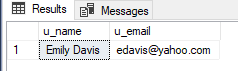 Results Messages
u_name u_email
1 Emily Davis edavis@yahoo.com